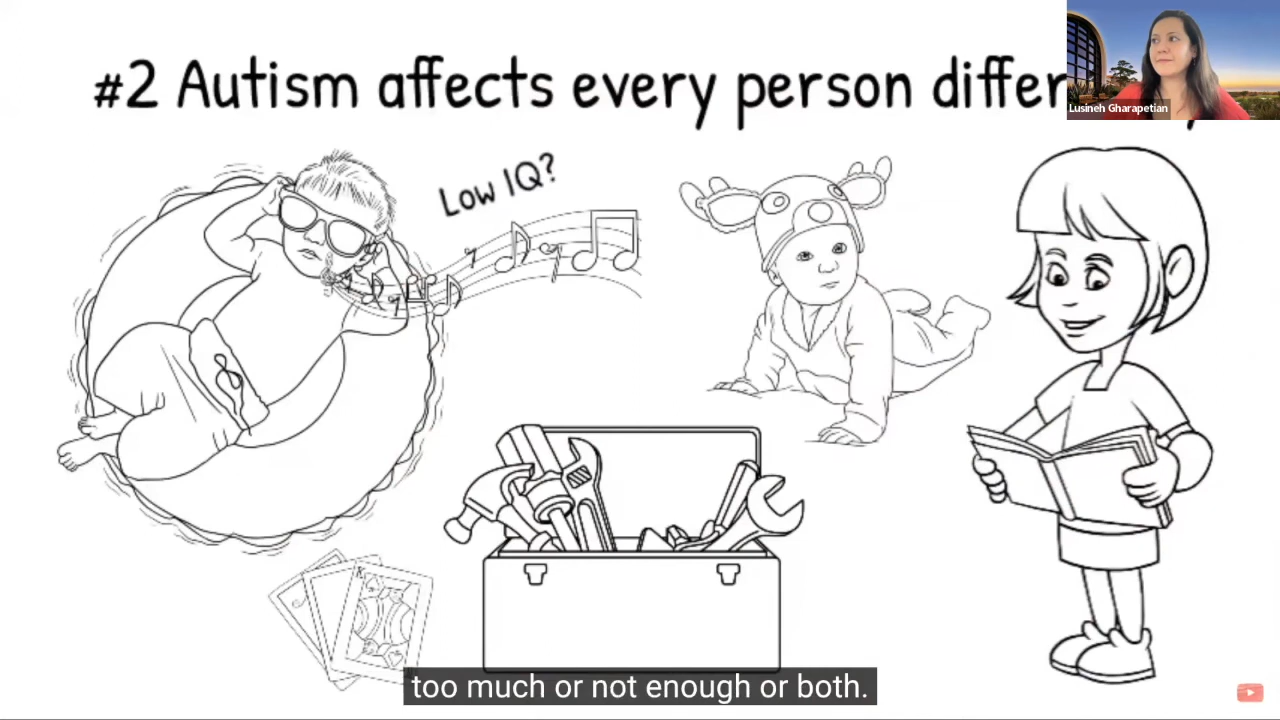 #2 Autism affects every person differ
Lusineh Gharapetian
Low IQ?
K
too much or not enough or both.